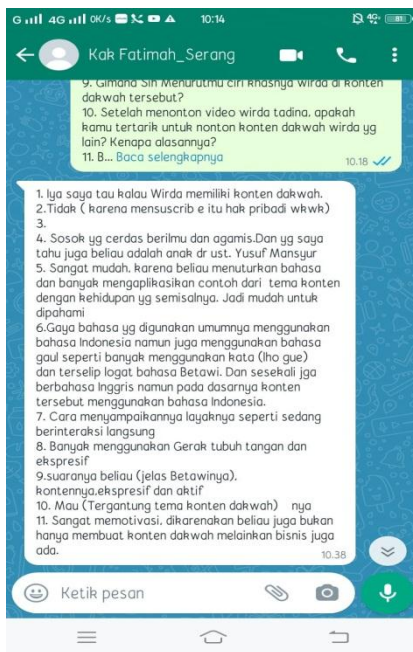 G 4G 0K/s 10:14 81
Kak Fatimah_Serang
9. Gimana Sih Menurutmu ciri khasnya wirda di konten
dakwah tersebut?
10. Setelah menonton video wirda tadina, apakah
kamu tertarik untuk nonton konten dakwah wirda yg
lain? Kenapa alasannya?
11. B... Baca selengkapnya
10.18
1. Iya saya tau kalau Wirda memiliki konten dakwah.
2.Tidak ( karena mensuscrib e itu hak pribadi wkwk)
3.
4. Sosok yg cerdas berilmu dan agamis.Dan yg saya
tahu juga beliau adalah anak dr ust. Yusuf Mansyur
5. Sangat mudah, karena beliau menuturkan bahasa
dan banyak mengaplikasikan contoh dari tema konten
dengan kehidupan yg semisalnya. Jadi mudah untuk
dipahami
6.Gaya bahasa yg digunakan umumnya menggunakan
bahasa Indonesia namun juga menggunakan bahasa
gaul seperti banyak menggunakan kata (lho gue)
dan terselip logat bahasa Betawi. Dan sesekali jga
berbahasa Inggris namun pada dasarnya konten
tersebut menggunakan bahasa Indonesia.
7. Cara menyampaikannya layaknya seperti sedang
berinteraksi langsung
8. Banyak menggunakan Gerak tubuh tangan dan
ekspresif
9.suaranya beliau (jelas Betawinya),
kontennya,ekspresif dan aktif
10. Mau (Tergantung tema konten dakwah) nya
11. Sangat memotivasi, dikarenakan beliau juga bukan
hanya membuat konten dakwah melainkan bisnis juga
ada.
10.38
Ketik pesan